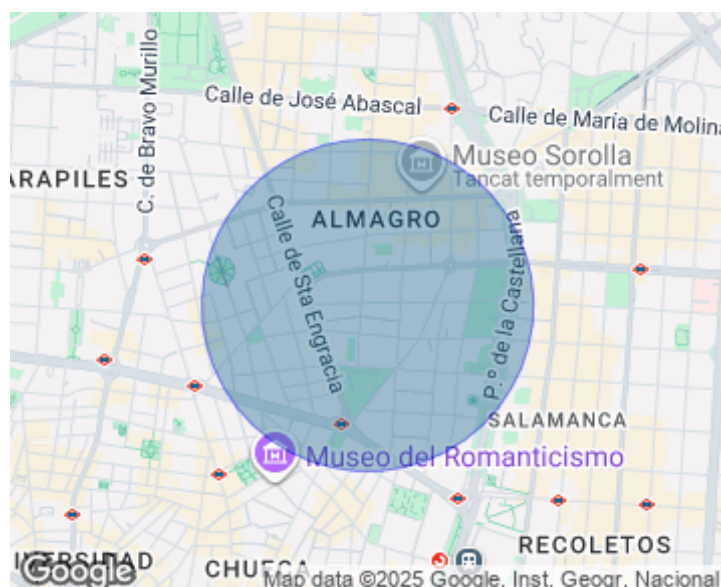 Calle de José Abascal
Calle de María de Molina
C. de Bravo Murillo
Museo Sorolla
Tancat temporalment
ARAPILES
ALMAGRO
Calle de Sta Engracia
P.º de la Castellana
SALAMANCA
Museo del Romanticismo
RECOLETOS
IVERSIDAD
CHUECA
Google
Map data ©2025 Google, Inst. Geogr. Nacional